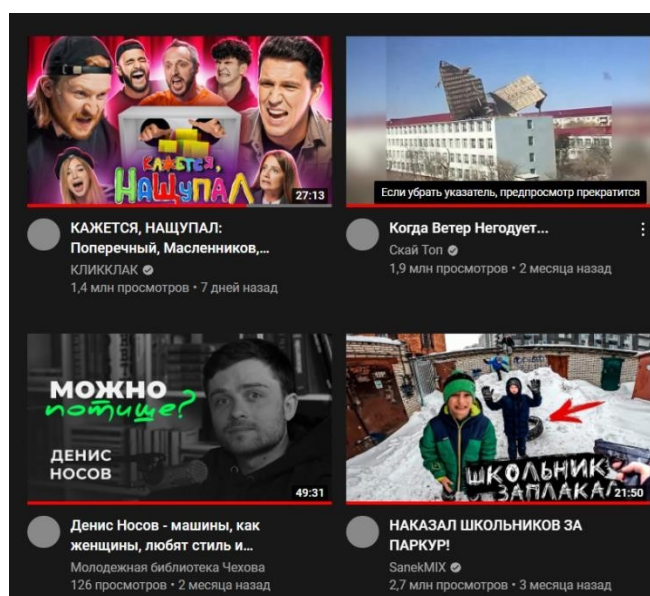 КАЖЕТСЯ,
НАЩУПАЛ
27:13
Если убрать указатель, предпросмотр прекратится
КАЖЕТСЯ, НАЩУПАЛ:
Поперечный, Масленников,...
КЛИККЛАК
1,4 млн просмотров • 7 дней назад
Когда Ветер Негодует...
Скай Топ
1,9 млн просмотров • 2 месяца назад
МОЖНО
потише?
ДЕНИС
НОСОВ
49:31
ШКОЛЬНИК
ЗАПЛАКАЛ
21:50
Денис Носов - машины, как
женщины, любят стиль и...
Молодежная библиотека Чехова
126 просмотров • 2 месяца назад
НАКАЗАЛ ШКОЛЬНИКОВ ЗА
ПАРКУР!
SanekMIX
2,7 млн просмотров • 3 месяца назад